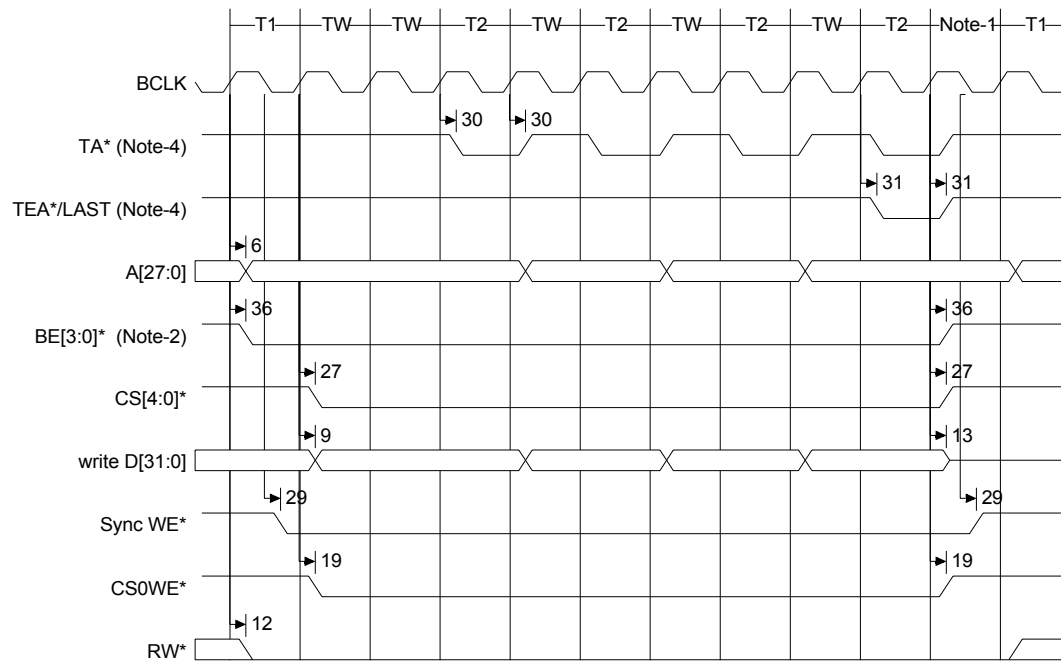 T1 TW TW T2 TW T2 TW T2 TW T2 Note-1 T1
BCLK
30 30
TA* (Note-4)
31 31
TEA*/LAST (Note-4)
6
A[27:0]
36 36
BE[3:0]* (Note-2)
27 27
CS[4:0]*
9 13
write D[31:0]
29 29
Sync WE*
19 19
CS0WE*
12
RW*